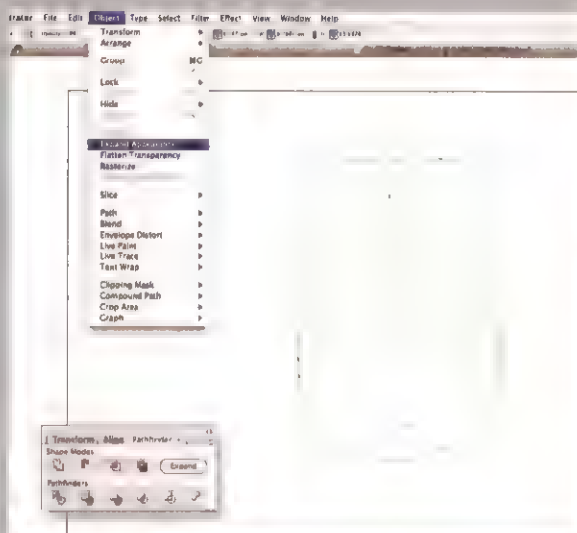 trator File Edit Object Type Select Filter Effect View Window Help
Transform
Arrange
Group ⌘G
Lock
Hide
Expand Appearance
Flatten Transparency
Rasterize
Slice
Path
Blend
Envelope Distort
Live Paint
Live Trace
Text Wrap
Clipping Mask
Compound Path
Crop Area
Graph
Transform Align Pathfinder
Shape Modes
Expand
Pathfinders